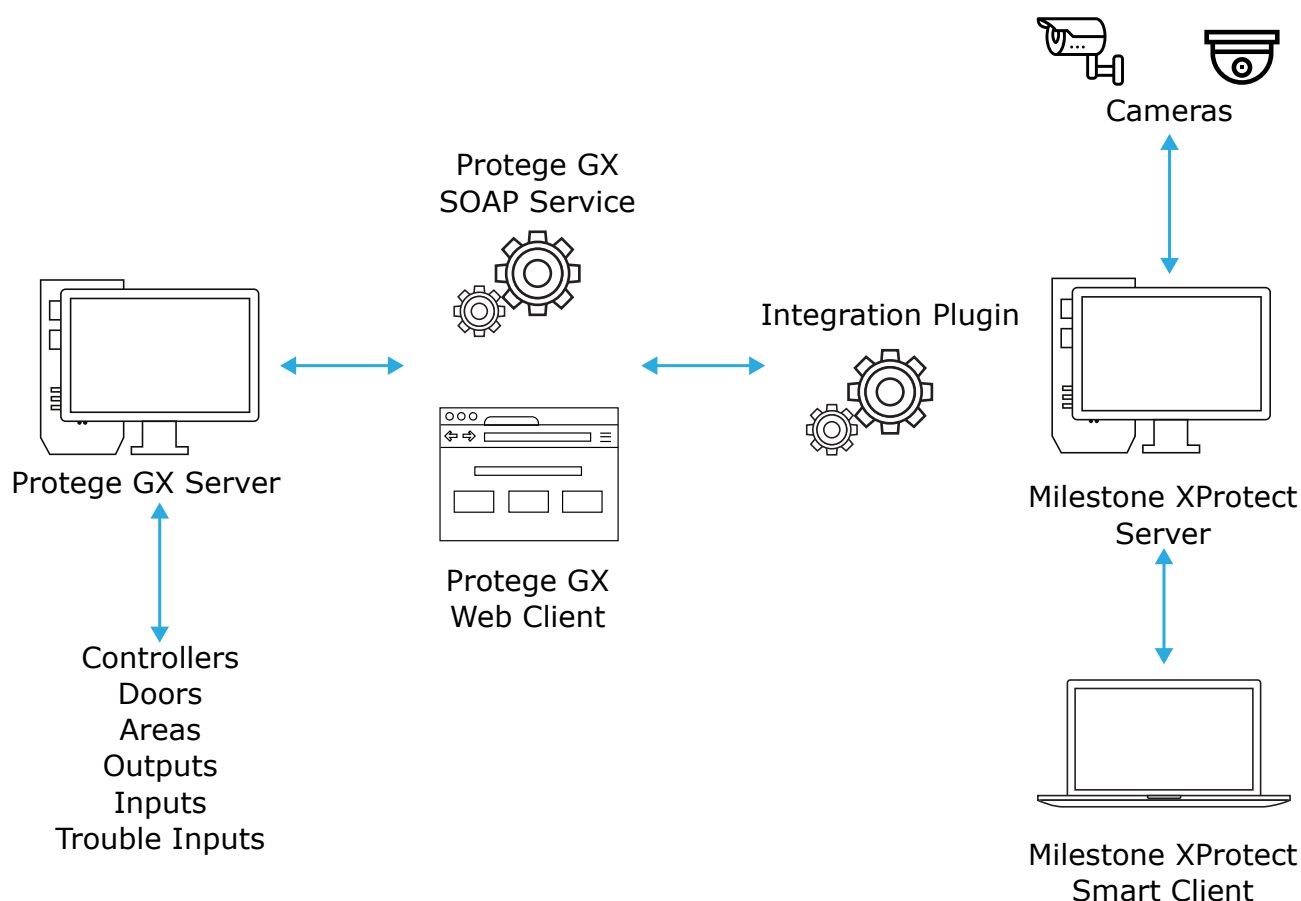 Cameras
Protege GX
SOAP Service
Integration Plugin
Protege GX Server
Milestone XProtect
Server
Protege GX
Web Client
Controllers
Doors
Areas
Outputs
Inputs
Trouble Inputs
Milestone XProtect
Smart Client